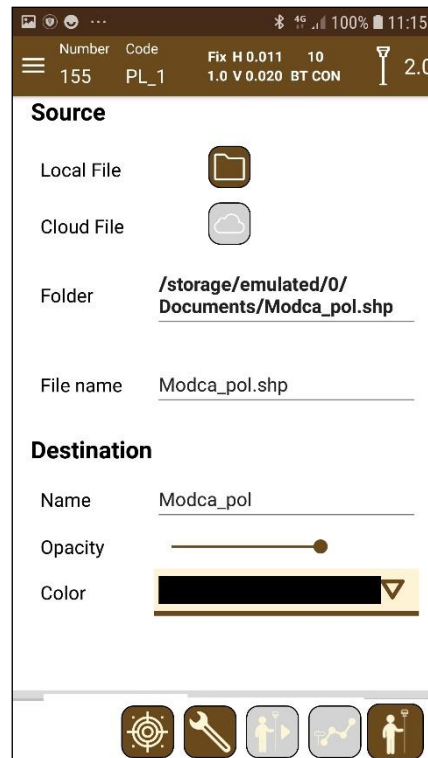 4G 100% 11:15
Number Code
155 PL_1
Fix H 0.011 10
1.0 V 0.020 BT CON
2.0
Source
Local File
Cloud File
Folder
/storage/emulated/0/
Documents/Modca_pol.shp
File name Modca_pol.shp
Destination
Name Modca_pol
Opacity
Color